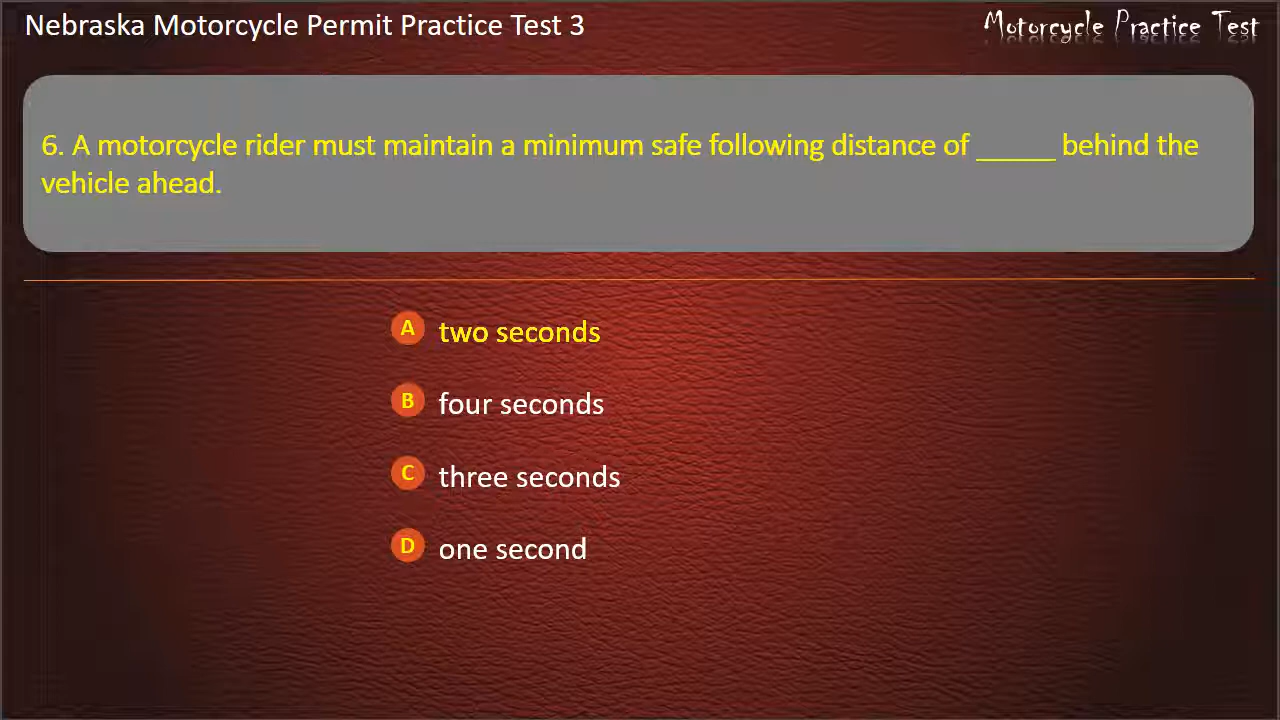 Nebraska Motorcycle Permit Practice Test 3
Motorcycle Practice Test
6. A motorcycle rider must maintain a minimum safe following distance of _____ behind the
vehicle ahead.
A two seconds
B four seconds
C three seconds
D one second